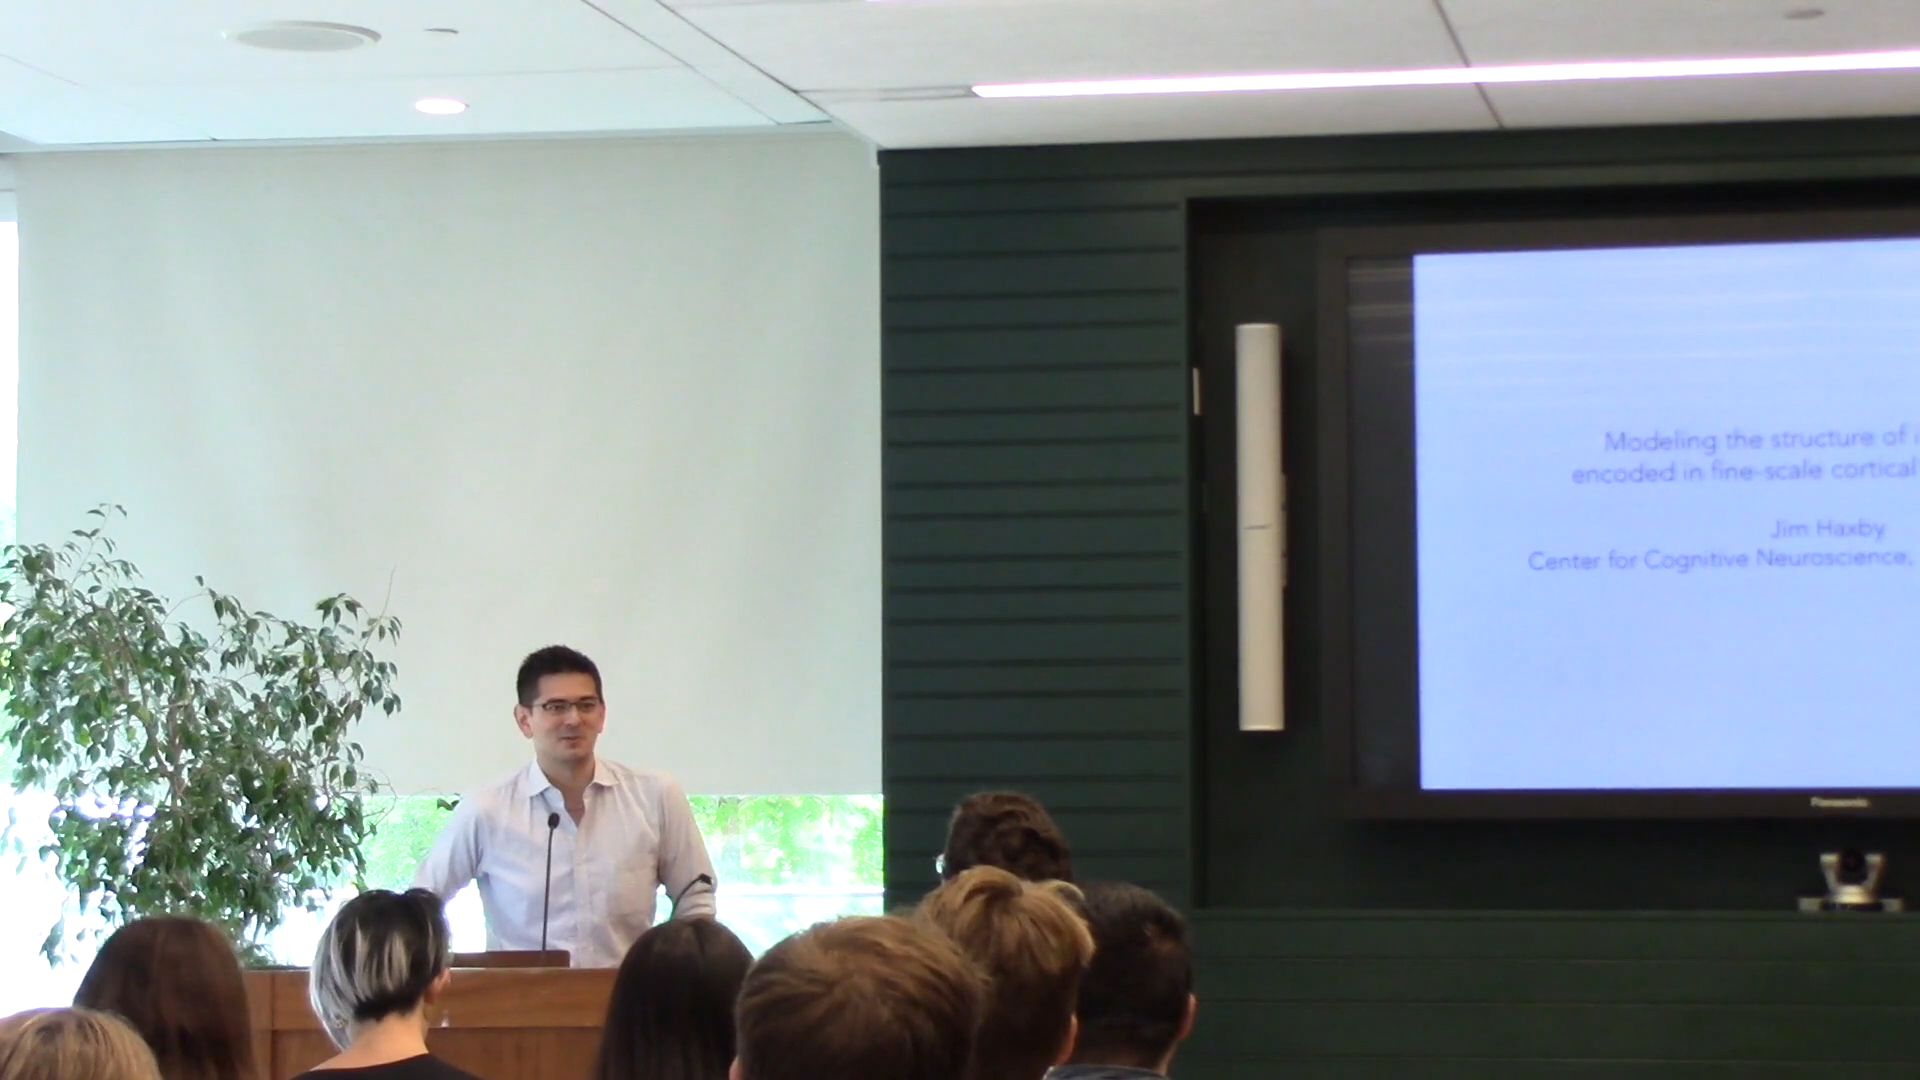 Modeling the structure of
encoded in fine-scale cortical
Jim Haxby
Center for Cognitive Neuroscience,
Panasonic